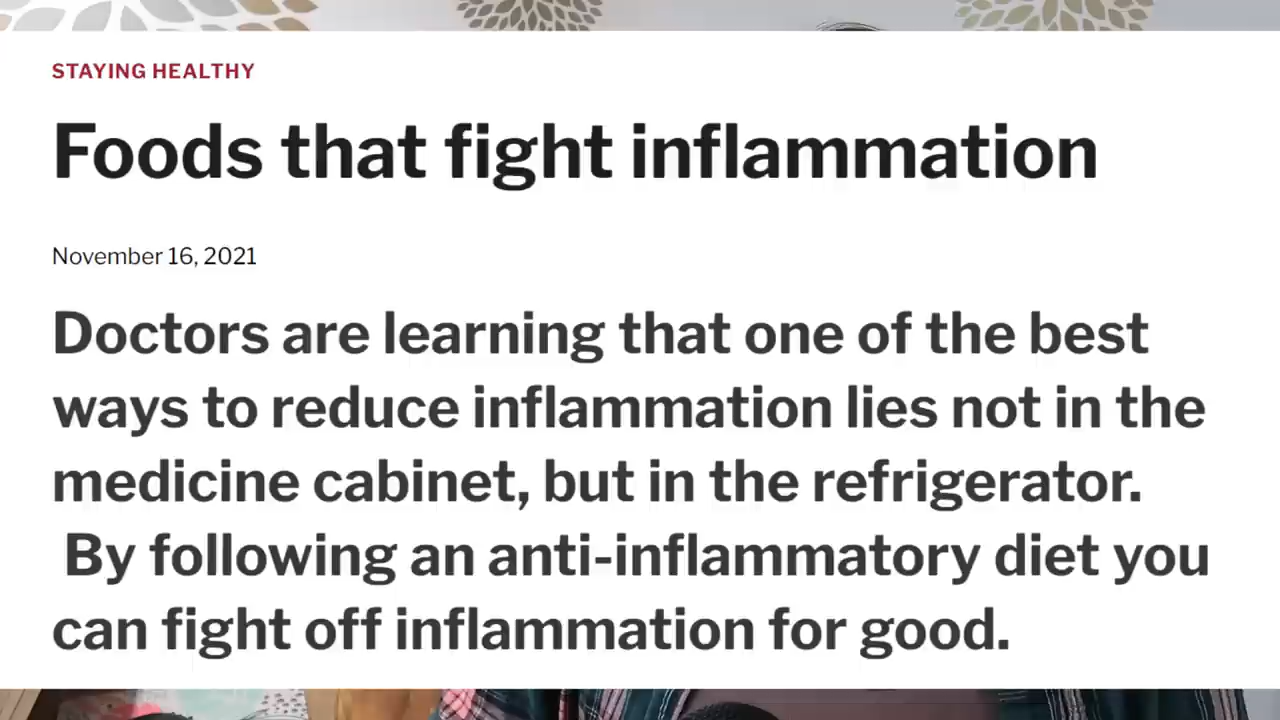 STAYING HEALTHY
Foods that fight inflammation
November 16, 2021
Doctors are learning that one of the best
ways to reduce inflammation lies not in the
medicine cabinet, but in the refrigerator.
By following an anti-inflammatory diet you
can fight off inflammation for good.